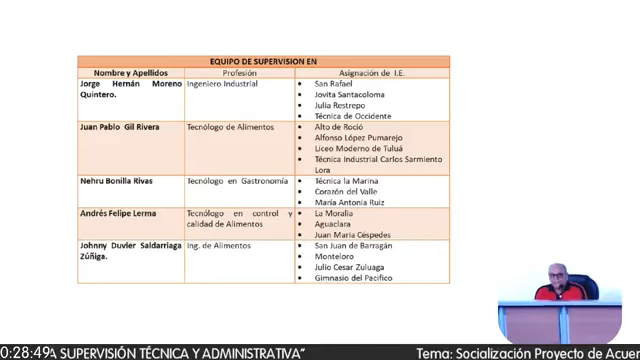 EQUIPO DE SUPERVISION EN
Nombre y Apellidos Profesión Asignación de I.E.
Jorge Hernán Moreno Quintero. Ingeniero Industrial
• San Rafael
• Jovita Santacoloma
• Julia Restrepo
• Técnica de Occidente
Juan Pablo Gil Rivera Tecnólogo de Alimentos
• Alto de Roció
• Alfonso López Pumarejo
• Liceo Moderno de Tuluá
• Técnica Industrial Carlos Sarmiento Lora
Nehru Bonilla Rivas Tecnólogo en Gastronomía
• Técnica la Marina
• Corazón del Valle
• María Antonia Ruiz
Andrés Felipe Lerma Tecnólogo en control y calidad de Alimentos
• La Moralia
• Aguaclara
• Juan María Céspedes
Johnny Duvier Saldarriaga Zúñiga. Ing. de Alimentos
• San Juan de Barragán
• Monteloro
• Julio Cesar Zuluaga
• Gimnasio del Pacifico
0:28:49 A SUPERVISIÓN TÉCNICA Y ADMINISTRATIVA" Tema: Socialización Proyecto de Acuer